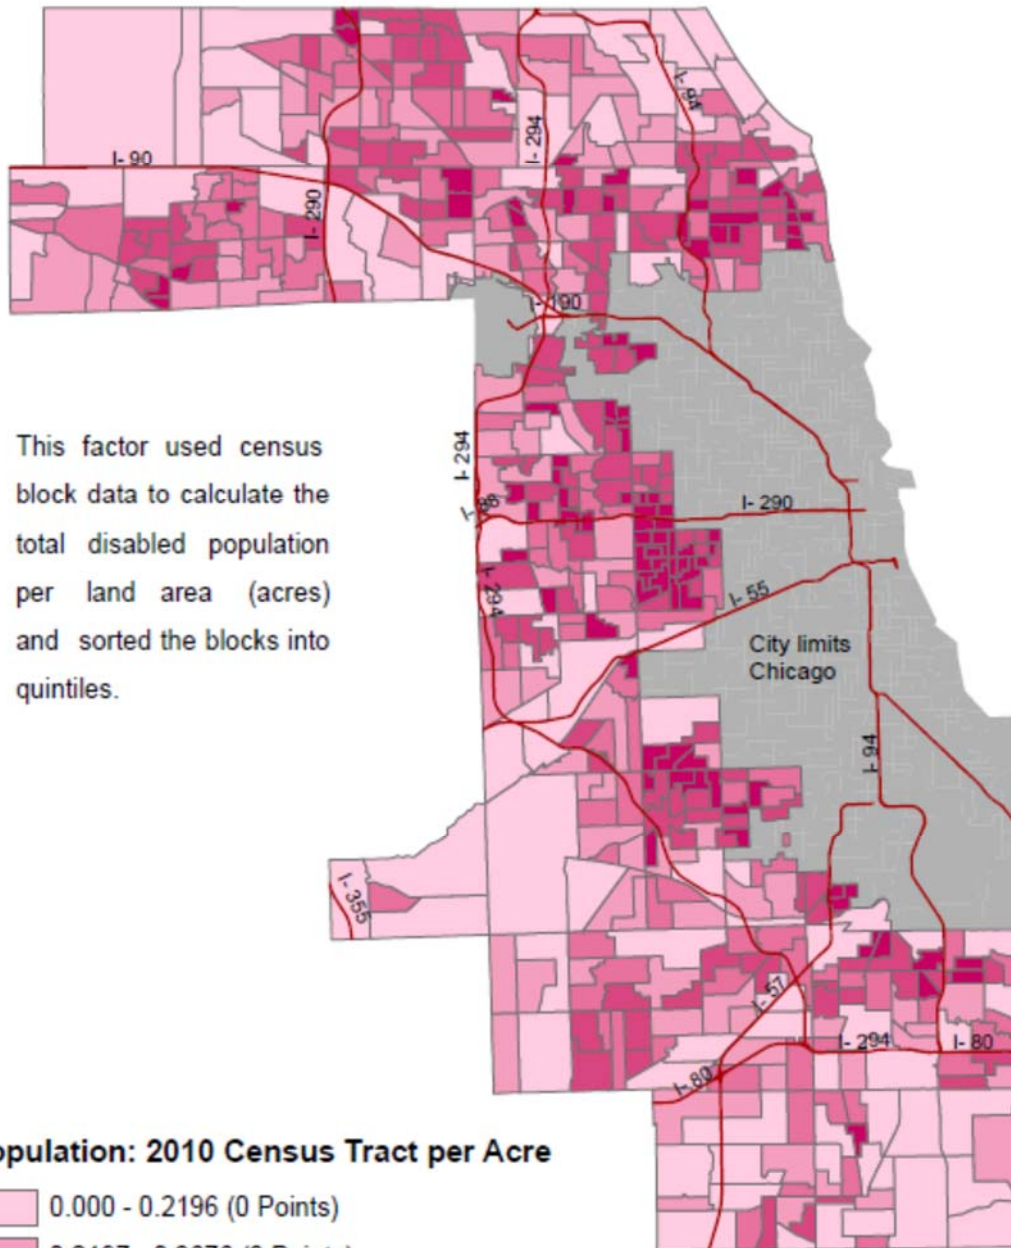 I- 94
I- 294
I- 90
I- 290
I- 190
This factor used census
block data to calculate the
total disabled population
per land area (acres)
and sorted the blocks into
quintiles.
I- 294
I- 88
I- 290
I- 294
I- 55
City limits
Chicago
I- 94
I- 355
I- 57
I- 294
I- 80
I- 80
opulation: 2010 Census Tract per Acre
0.000 - 0.2196 (0 Points)